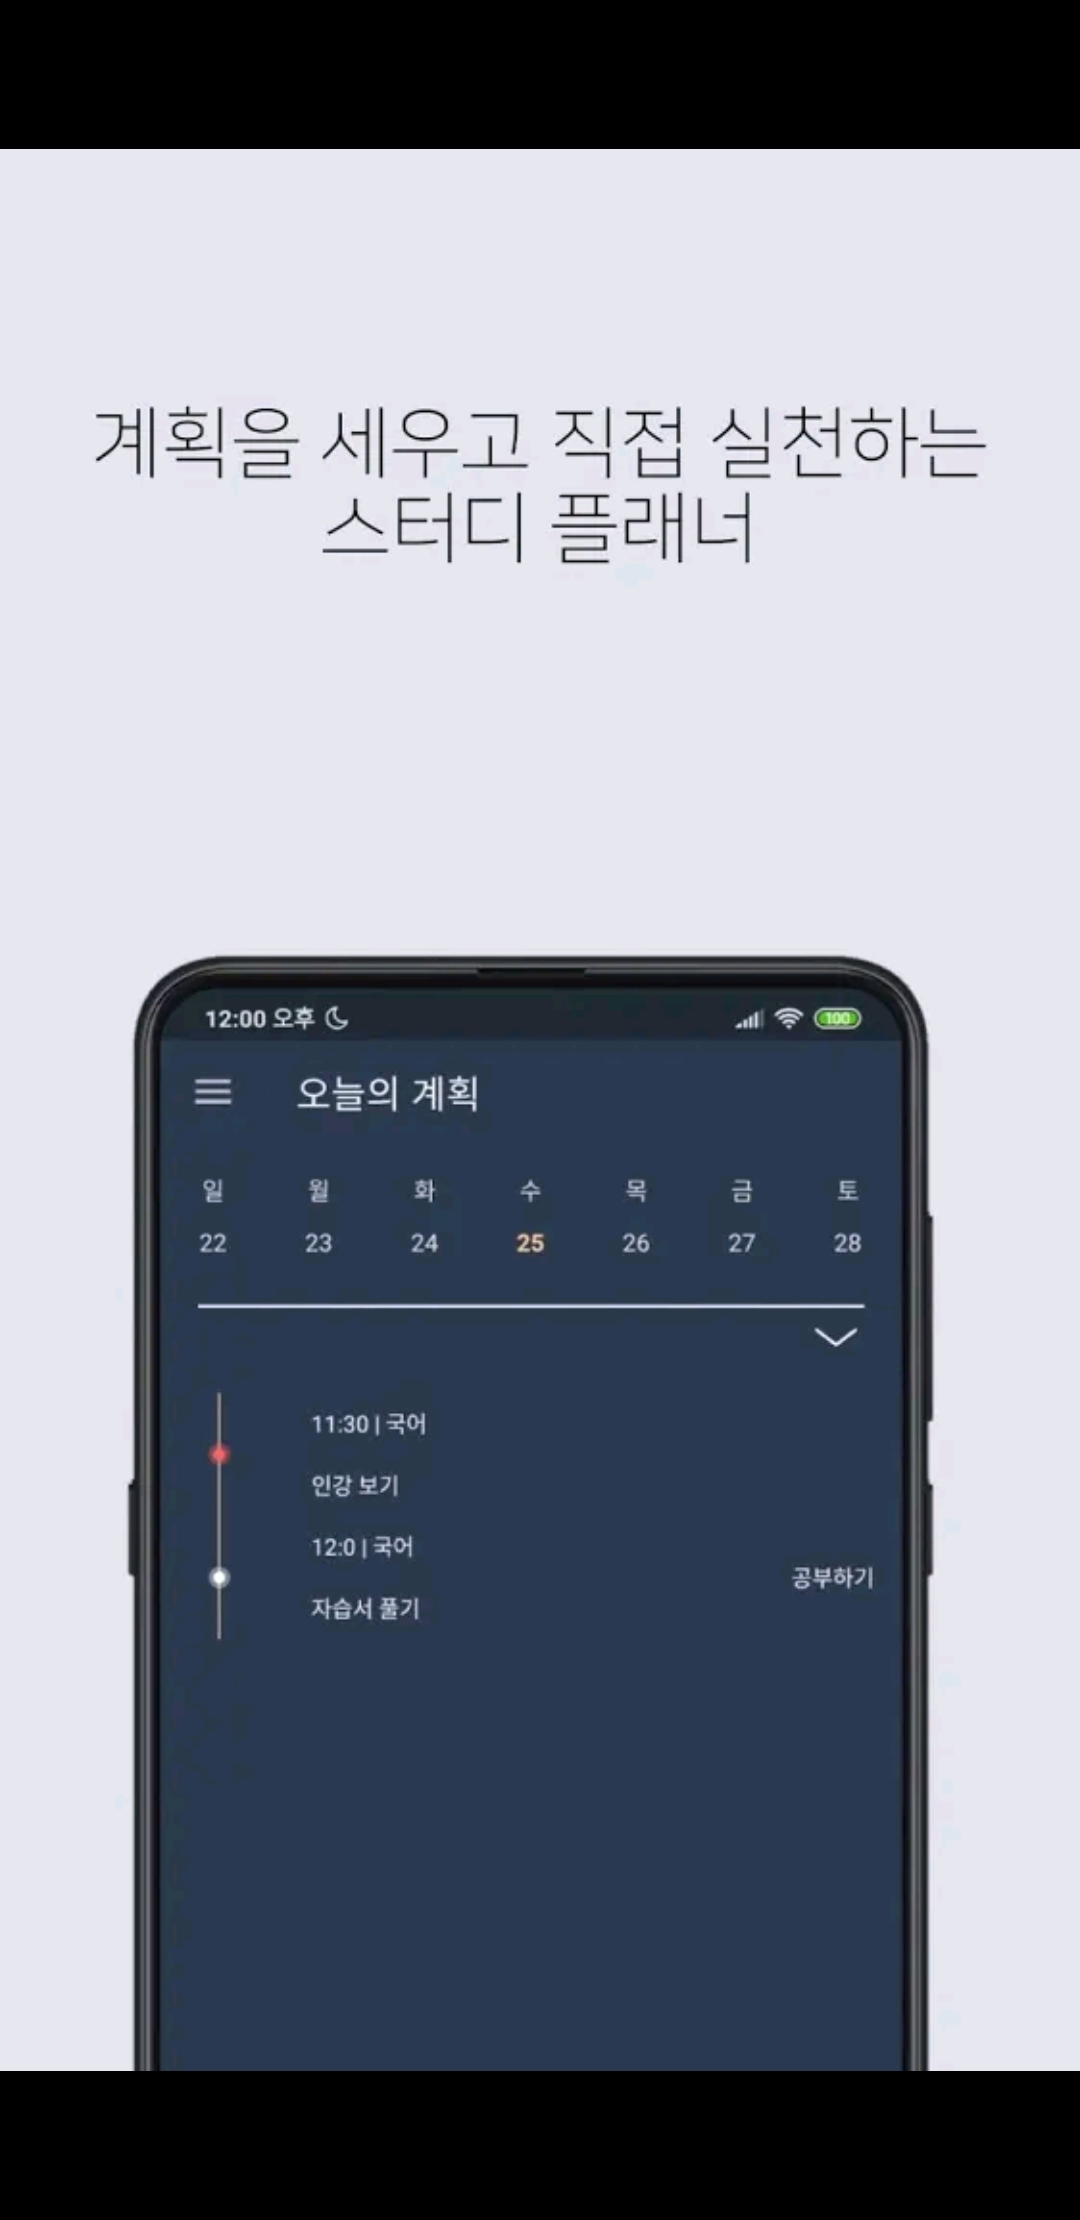 계획을 세우고 직접 실천하는
스터디 플래너
12:00 오후 100
오늘의 계획
일 월 화 수 목 금 토
22 23 24 25 26 27 28
11:30 | 국어
인강 보기
12:0 | 국어
공부하기
자습서 풀기